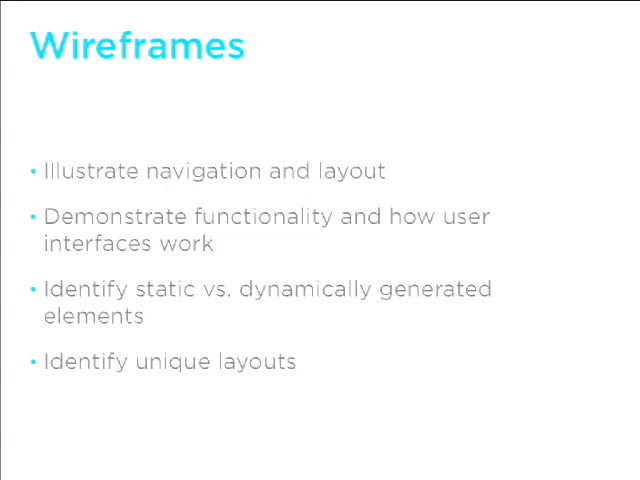 Wireframes
• Illustrate navigation and layout
• Demonstrate functionality and how user
interfaces work
• Identify static vs. dynamically generated
elements
• Identify unique layouts